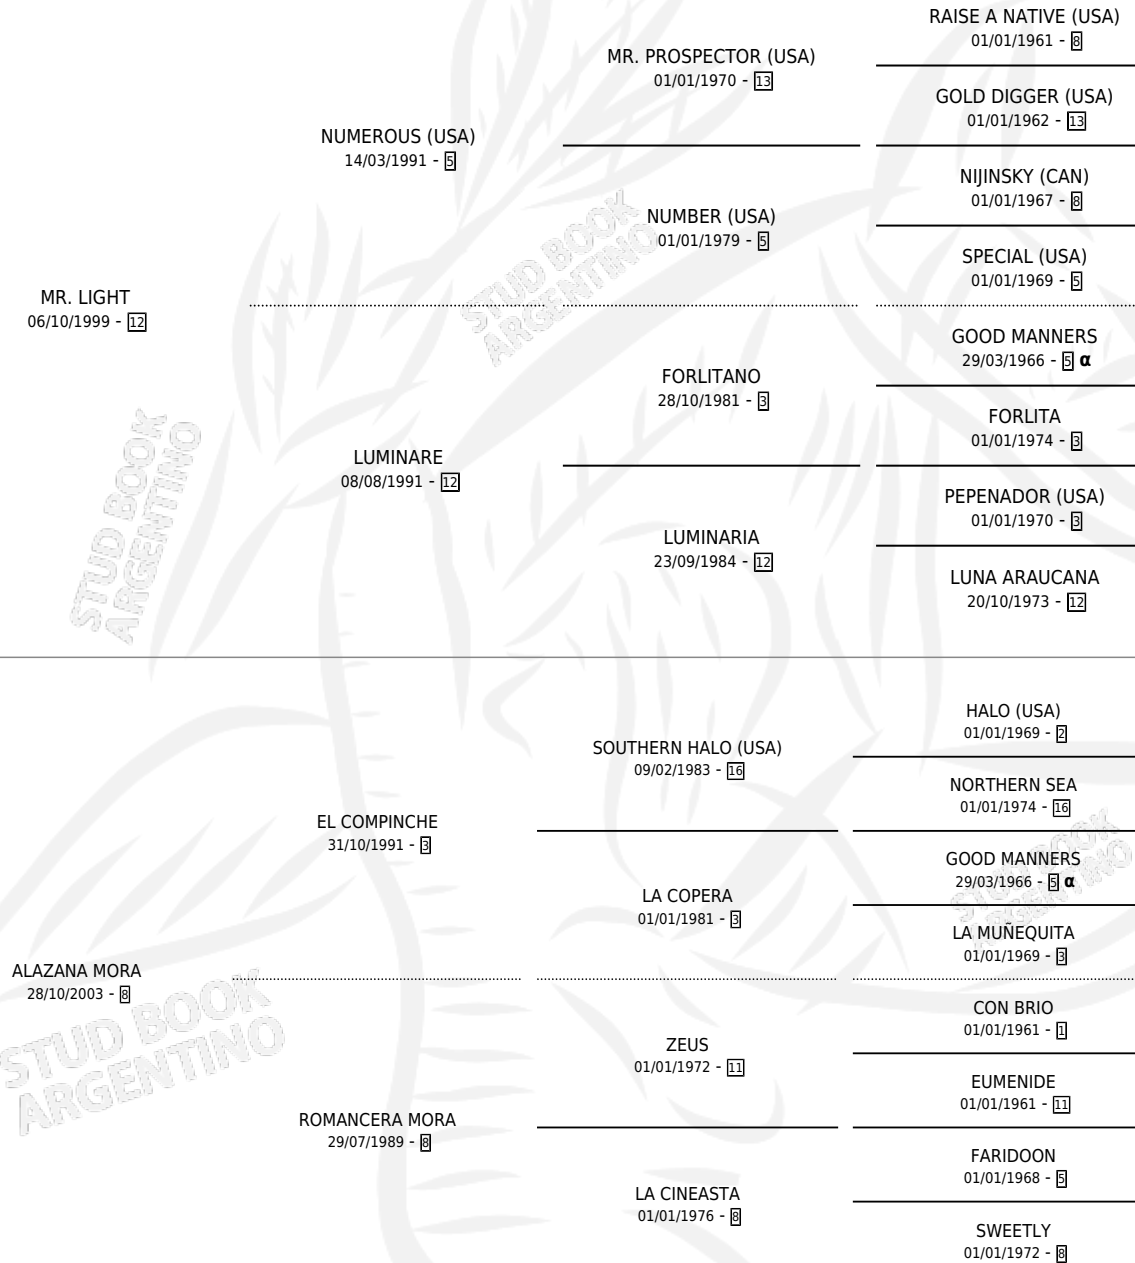 RAISE A NATIVE (USA)
01/01/1961 - 8
MR. PROSPECTOR (USA)
01/01/1970 - 13
GOLD DIGGER (USA)
01/01/1962 - 13
NUMEROUS (USA)
14/03/1991 - 5
NIJINSKY (CAN)
01/01/1967 - 8
NUMBER (USA)
01/01/1979 - 5
SPECIAL (USA)
01/01/1969 - 5
MR. LIGHT
06/10/1999 - 12
GOOD MANNERS
29/03/1966 - 5 α
FORLITANO
28/10/1981 - 3
FORLITA
01/01/1974 - 3
LUMINARE
08/08/1991 - 12
PEPENADOR (USA)
01/01/1970 - 3
LUMINARIA
23/09/1984 - 12
LUNA ARAUCANA
20/10/1973 - 12
HALO (USA)
01/01/1969 - 2
SOUTHERN HALO (USA)
09/02/1983 - 16
NORTHERN SEA
01/01/1974 - 16
EL COMPINCHE
31/10/1991 - 3
GOOD MANNERS
29/03/1966 - 5 α
LA COPERA
01/01/1981 - 3
LA MUÑEQUITA
01/01/1969 - 3
ALAZANA MORA
28/10/2003 - 8
CON BRIO
01/01/1961 - 1
ZEUS
01/01/1972 - 11
EUMENIDE
01/01/1961 - 11
ROMANCERA MORA
29/07/1989 - 8
FARIDOON
01/01/1968 - 5
LA CINEASTA
01/01/1976 - 8
SWEETLY
01/01/1972 - 8
STUD BOOK
ARGENTINO
STUD BOOK
ARGENTINO
STUD BOOK
ARGENTINO
STUD BOOK
ARGENTINO